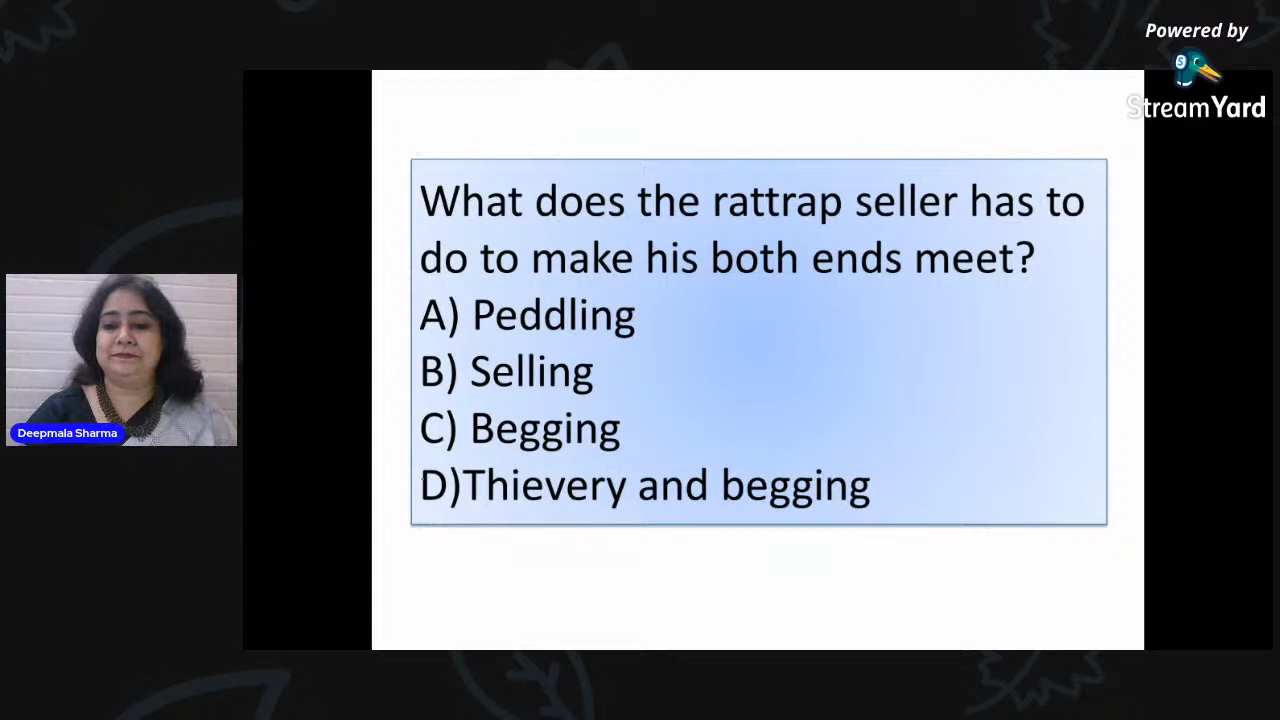 Powered by
StreamYard
What does the rattrap seller has to
do to make his both ends meet?
A) Peddling
B) Selling
C) Begging
D)Thievery and begging
Deepmala Sharma